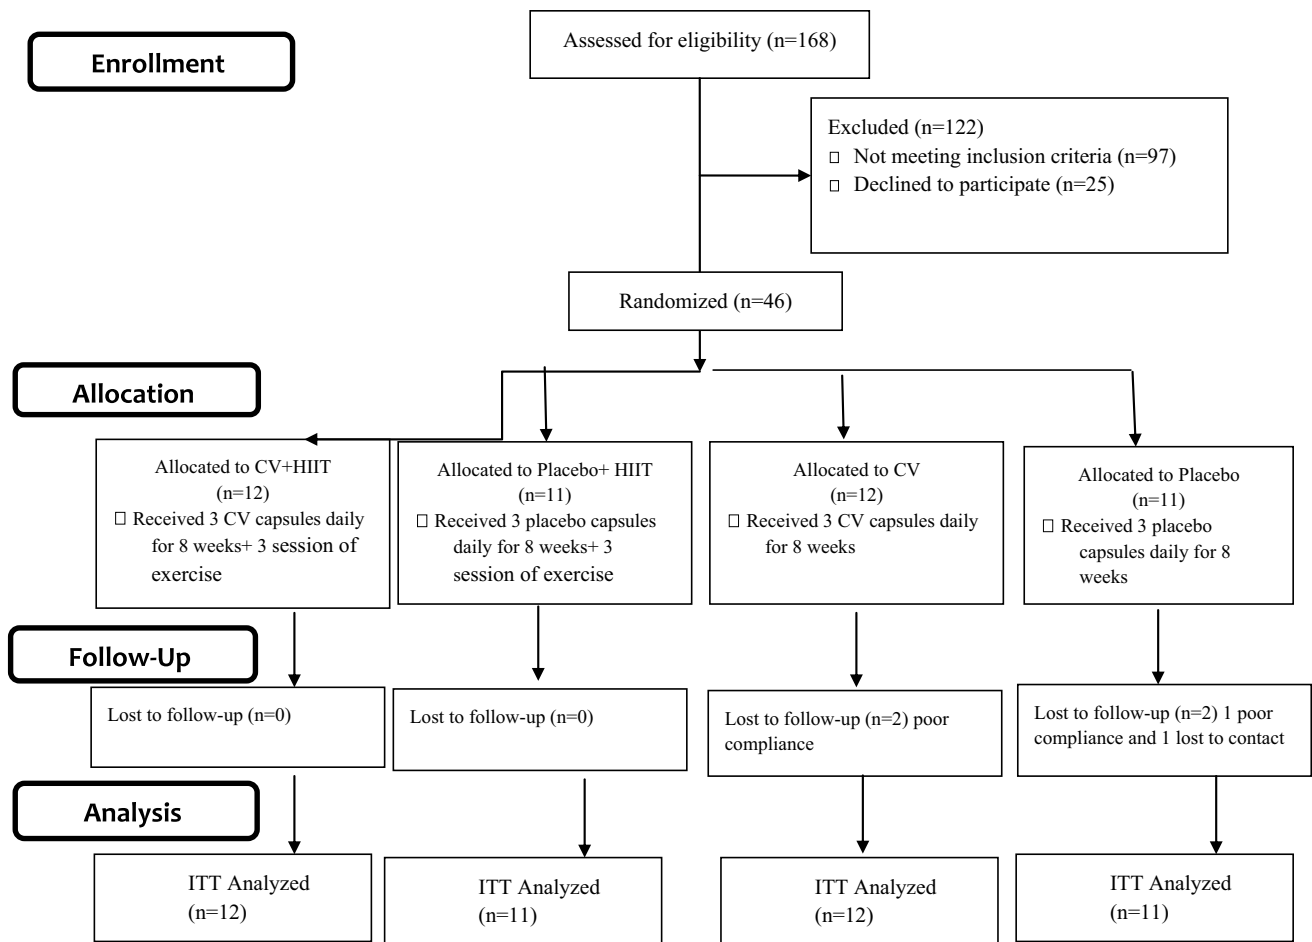 Enrollment
Assessed for eligibility (n=168)
Excluded (n=122)
□ Not meeting inclusion criteria (n=97)
□ Declined to participate (n=25)
Randomized (n=46)
Allocation
Allocated to CV+HIIT
(n=12)
□ Received 3 CV capsules daily
for 8 weeks+ 3 session of
exercise
Allocated to Placebo+ HIIT
(n=11)
□ Received 3 placebo capsules
daily for 8 weeks+ 3
session of exercise
Allocated to CV
(n=12)
□ Received 3 CV capsules daily
for 8 weeks
Allocated to Placebo
(n=11)
□ Received 3 placebo
capsules daily for 8
weeks
Follow-Up
Lost to follow-up (n=0)
Lost to follow-up (n=0)
Lost to follow-up (n=2) poor
compliance
Lost to follow-up (n=2) 1 poor
compliance and 1 lost to contact
Analysis
ITT Analyzed
(n=12)
ITT Analyzed
(n=11)
ITT Analyzed
(n=12)
ITT Analyzed
(n=11)